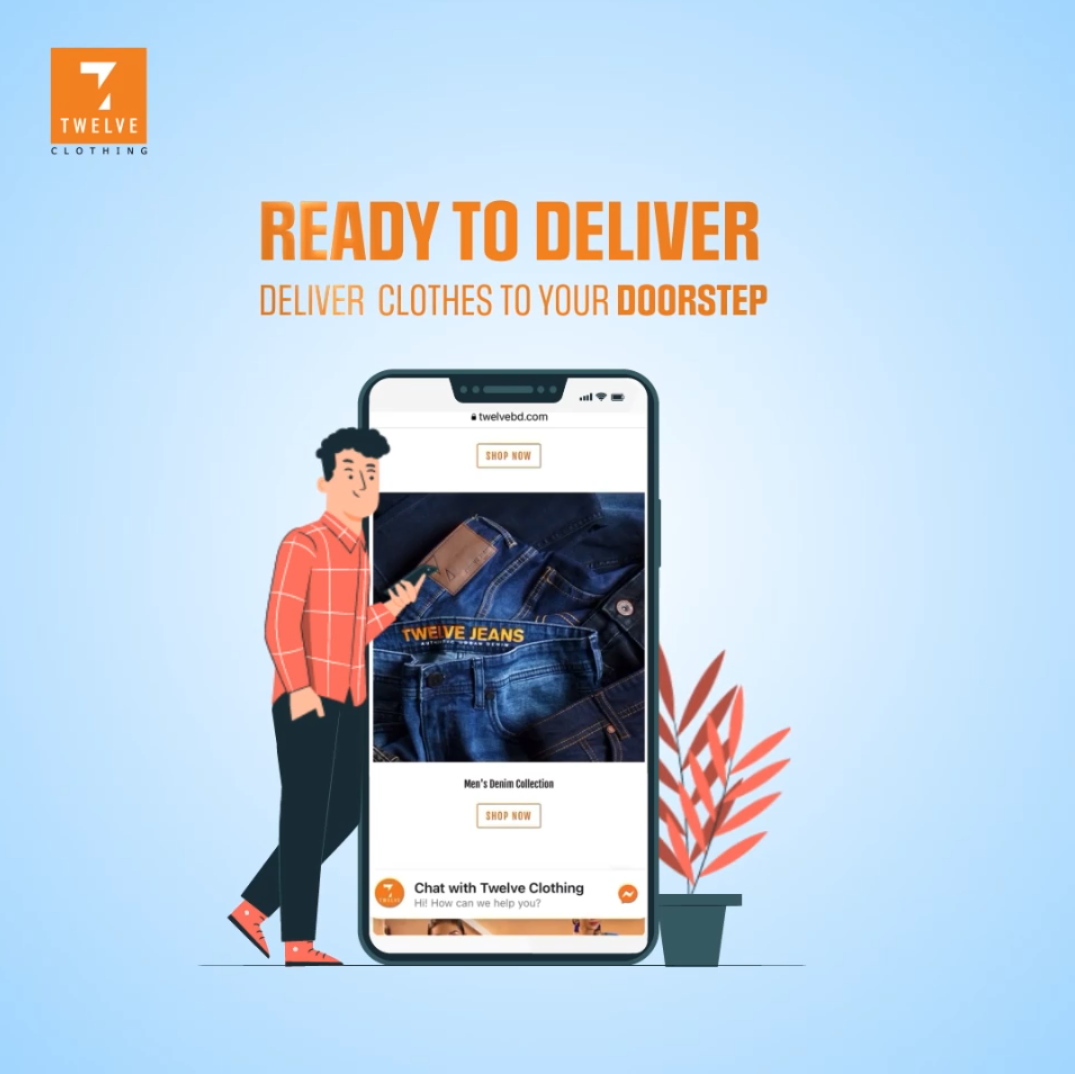 TWELVE
CLOTHING
READY TO DELIVER
DELIVER CLOTHES TO YOUR DOORSTEP
twelvebd.com
SHOP NOW
TWELVE JEANS
Men's Denim Collection
SHOP NOW
Chat with Twelve Clothing
TWELVE
Hi! How can we help you?